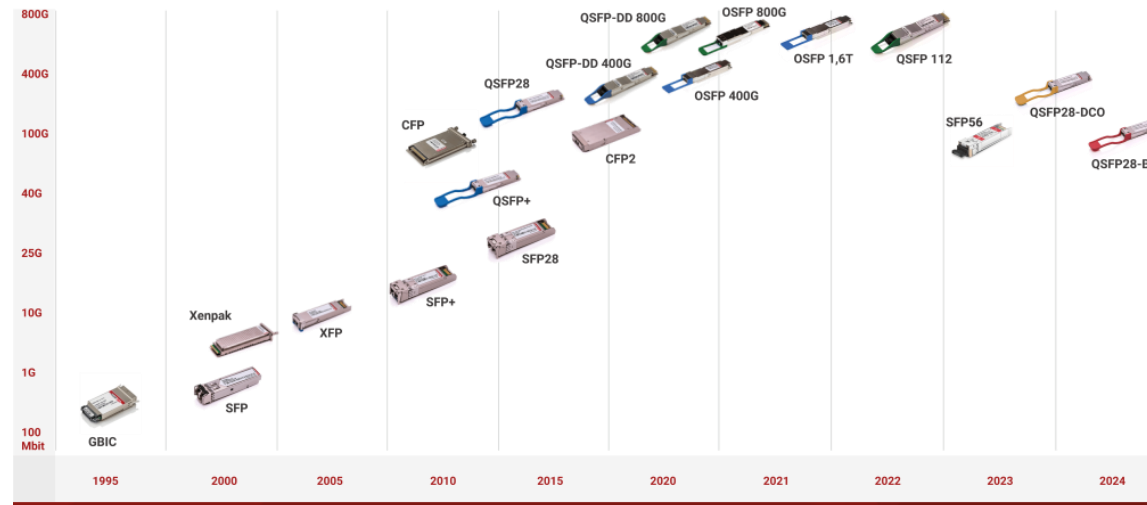 800G
QSFP-DD 800G
OSFP 800G
OSFP 1,6T
QSFP 112
400G
QSFP-DD 400G
OSFP 400G
QSFP28
QSFP28-DCO
CFP
SFP56
100G
CFP2
QSFP28-E
40G
QSFP+
25G
SFP28
SFP+
10G
Xenpak
XFP
1G
SFP
100
Mbit
GBIC
1995
2000
2005
2010
2015
2020
2021
2022
2023
2024